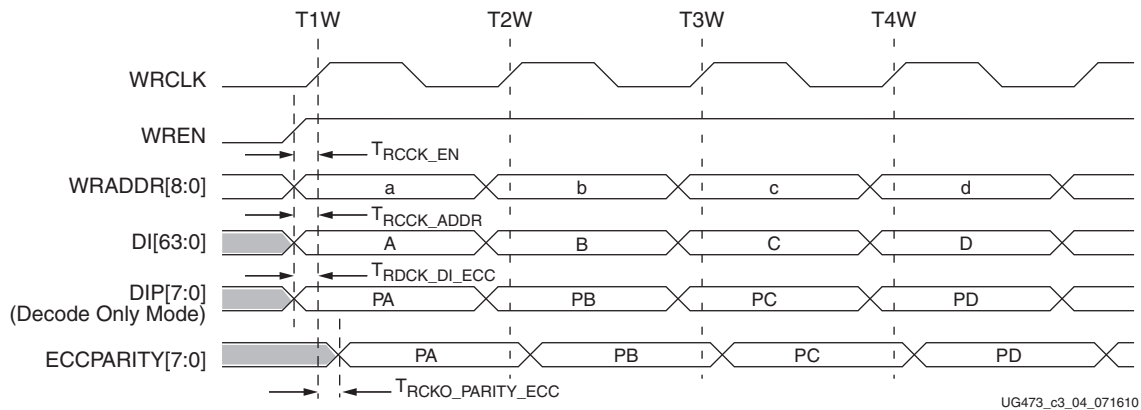 T1W T2W T3W T4W
WRCLK
WREN
TRCCK_EN
WRADDR[8:0] a b c d
TRCCK_ADDR
DI[63:0] A B C D
TRDCK_DI_ECC
DIP[7:0] PA PB PC PD
(Decode Only Mode)
ECCPARITY[7:0] PA PB PC PD
TRCKO_PARITY_ECC
UG473_c3_04_071610